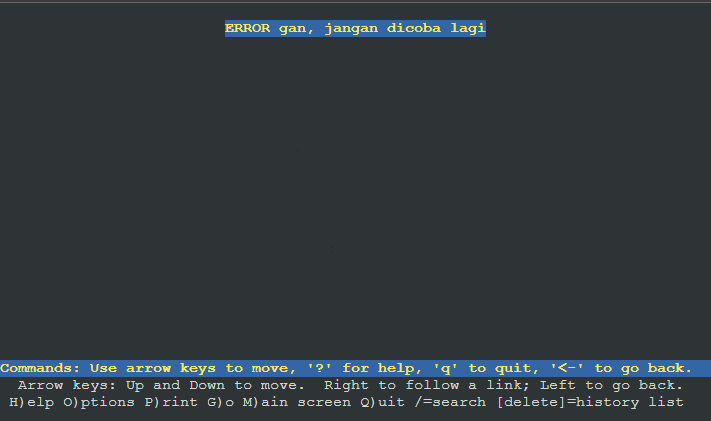 ERROR gan, jangan dicoba lagi
Commands: Use arrow keys to move, '?' for help, 'q' to quit, '<-' to go back.
Arrow keys: Up and Down to move.  Right to follow a link; Left to go back.
H)elp O)ptions P)rint G)o M)ain screen Q)uit /=search [delete]=history list